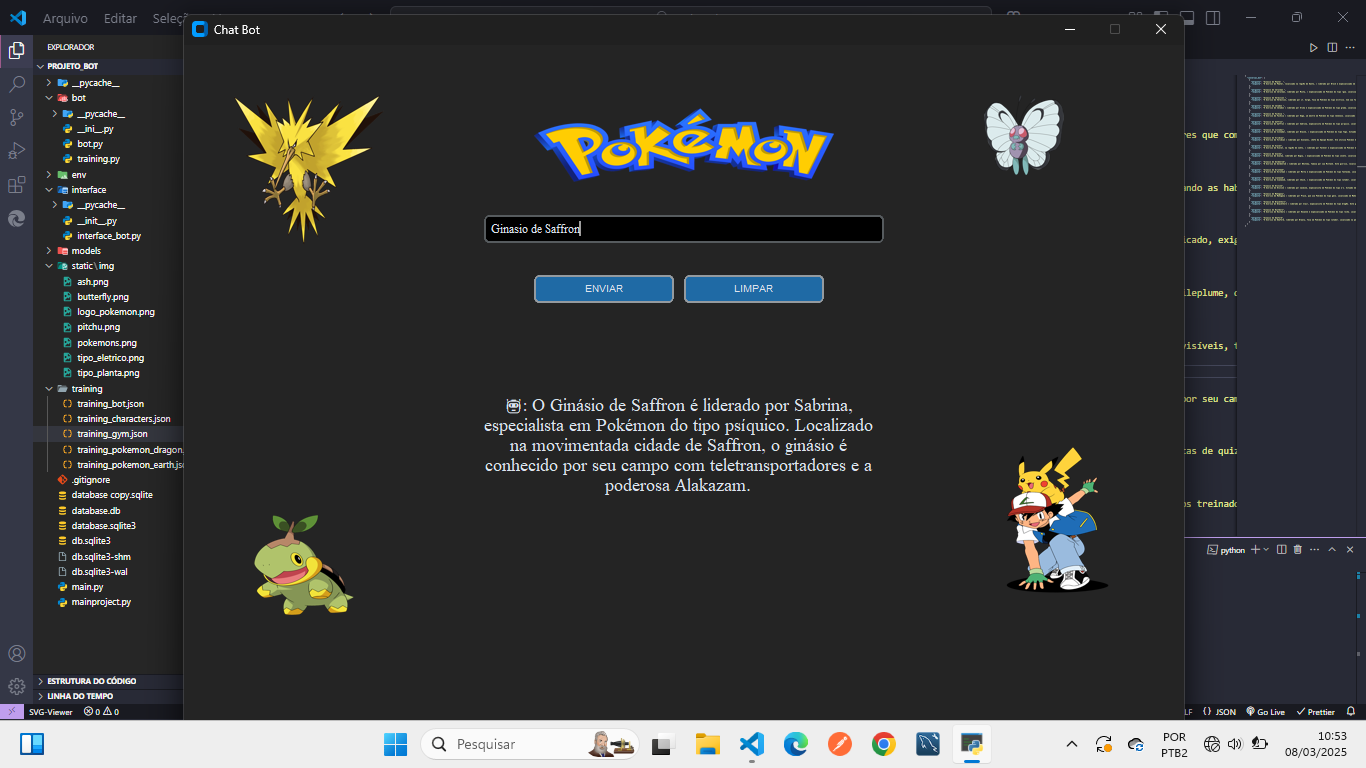 Arquivo Editar Seleç
Chat Bot
EXPLORADOR
PROJETO_BOT
__pycache__
bot
__pycache__
__ini__.py
bot.py
training.py
env
interface
__pycache__
__init__.py
interface_bot.py
models
static\img
ash.png
butterfly.png
logo_pokemon.png
pitchu.png
pokemons.png
tipo_eletrico.png
tipo_planta.png
training
training_bot.json
training_characters.json
training_gym.json
training_pokemon_dragon.
training_pokemon_earth.js
.gitignore
database copy.sqlite
database.db
database.sqlite3
db.sqlite3
db.sqlite3-shm
db.sqlite3-wal
main.py
mainproject.py
ESTRUTURA DO CÓDIGO
LINHA DO TEMPO
SVG-Viewer 0 0
POKéMON
Ginasio de Saffron
ENVIAR LIMPAR
: O Ginásio de Saffron é liderado por Sabrina,
especialista em Pokémon do tipo psíquico. Localizado
na movimentada cidade de Saffron, o ginásio é
conhecido por seu campo com teletransportadores e a
poderosa Alakazam.
res que com
ando as hab
icado, exig
ileplume, c
visíveis, t
por seu cam
tas de quiz
os treinado
python
LF {} JSON Go Live Prettier
Pesquisar
POR
PTB2
10:53
08/03/2025